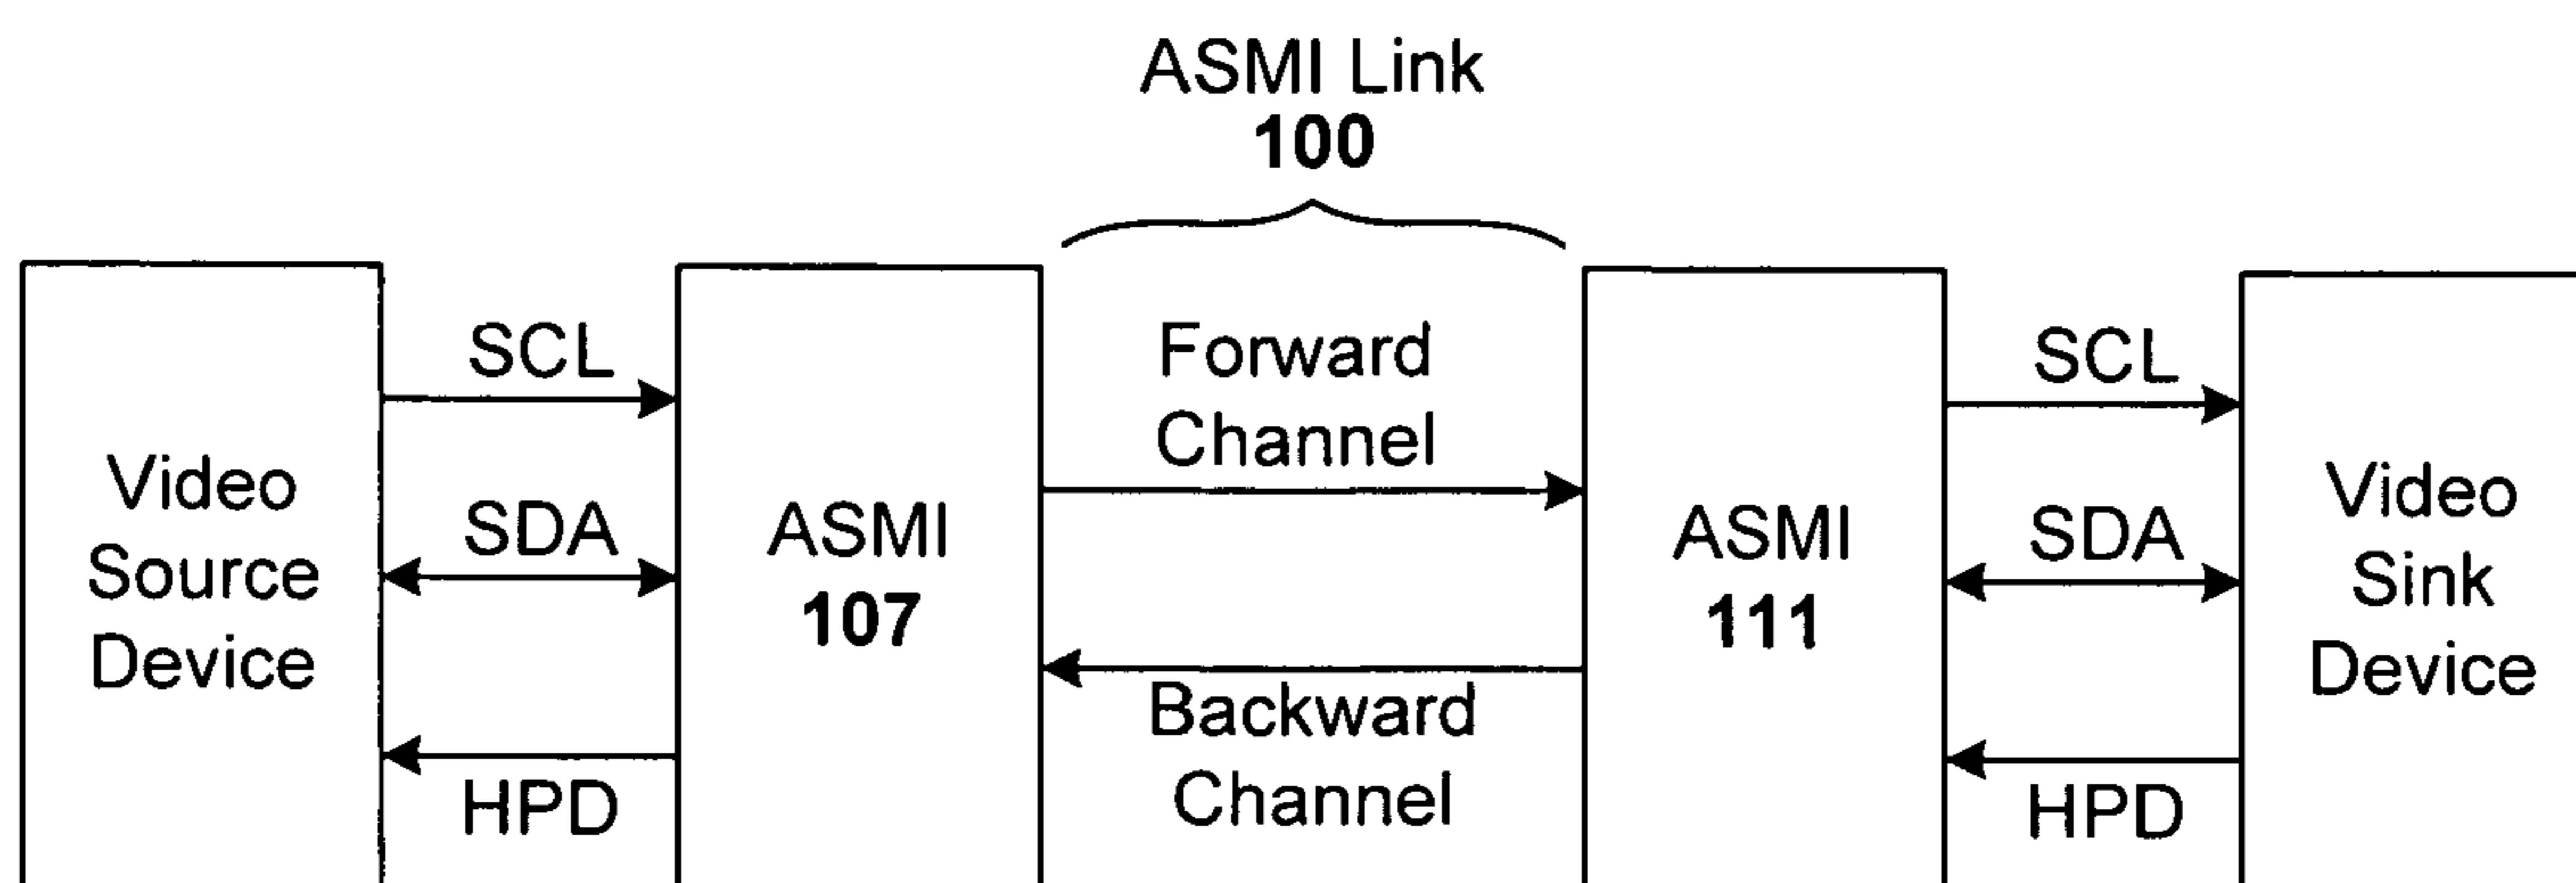 ASMI Link
100
SCL
Forward
Channel
SCL
Video
Source
Device
SDA
ASMI
107
ASMI
111
SDA
Video
Sink
Device
HPD
Backward
Channel
HPD